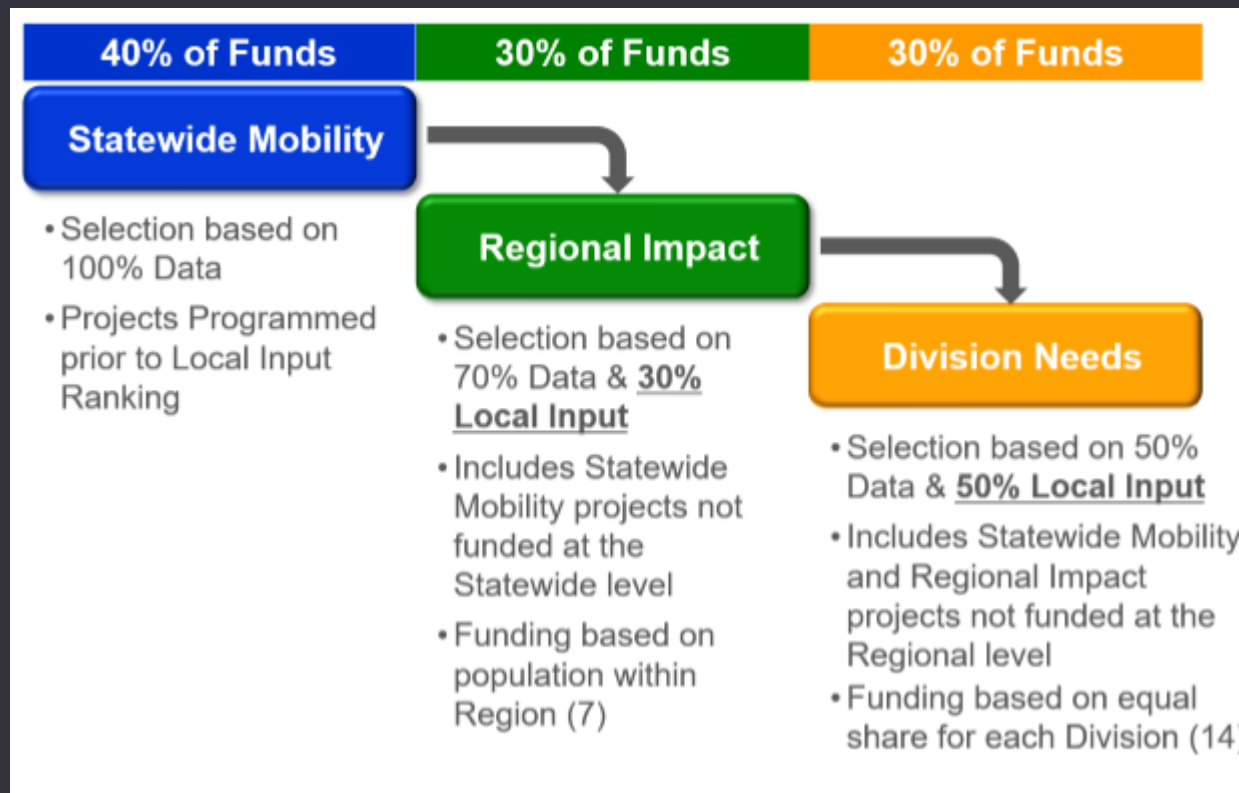 40% of Funds
30% of Funds
30% of Funds
Statewide Mobility
• Selection based on
100% Data
• Projects Programmed
prior to Local Input
Ranking
Regional Impact
• Selection based on
70% Data & 30%
Local Input
• Includes Statewide
Mobility projects not
funded at the
Statewide level
• Funding based on
population within
Region (7)
Division Needs
• Selection based on 50%
Data & 50% Local Input
• Includes Statewide Mobility
and Regional Impact
projects not funded at the
Regional level
• Funding based on equal
share for each Division (14)